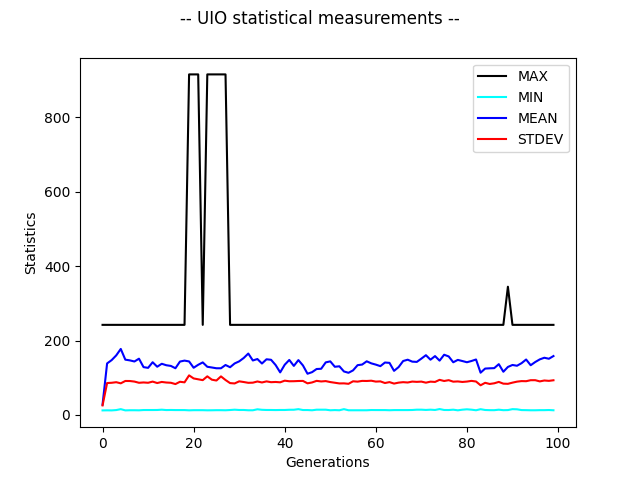 -- UIO statistical measurements --
MAX
MIN
MEAN
STDEV
800
600
400
200
0
Statistics
0 20 40 60 80 100
Generations